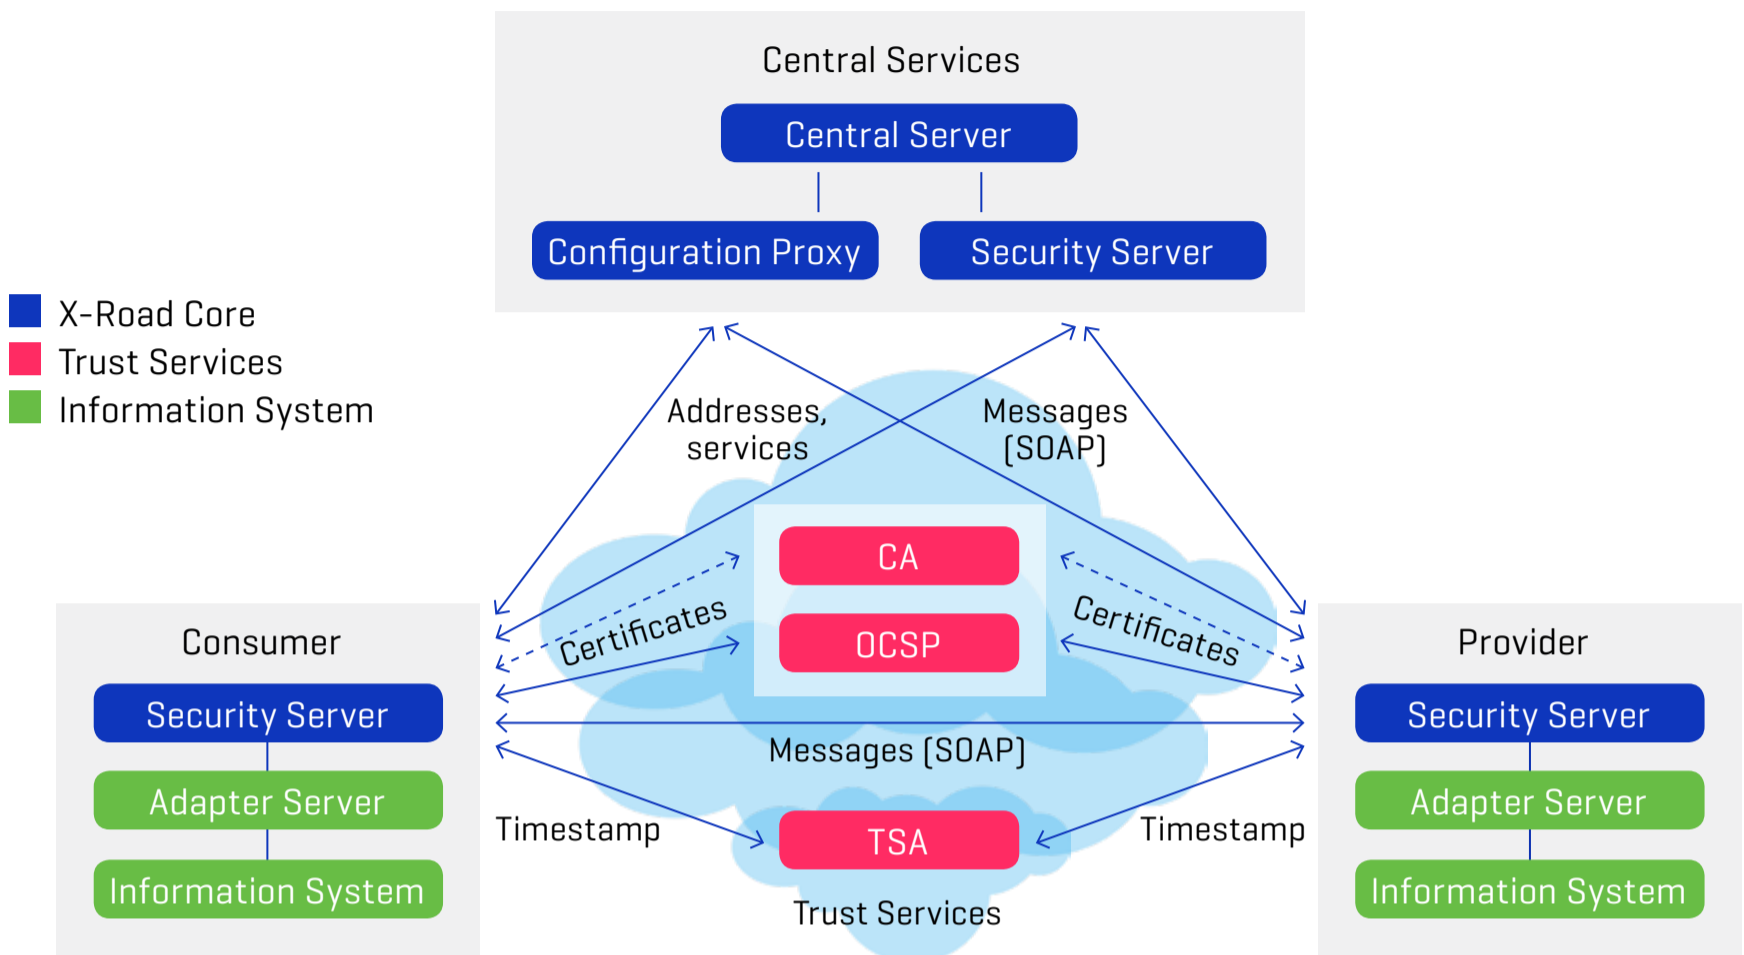 Central Services
Central Server
Configuration Proxy
Security Server
X-Road Core
Trust Services
Information System
Addresses,
services
Messages
(SOAP)
CA
OCSP
Certificates
Certificates
Consumer
Security Server
Adapter Server
Information System
Messages (SOAP)
Timestamp
Timestamp
TSA
Trust Services
Provider
Security Server
Adapter Server
Information System